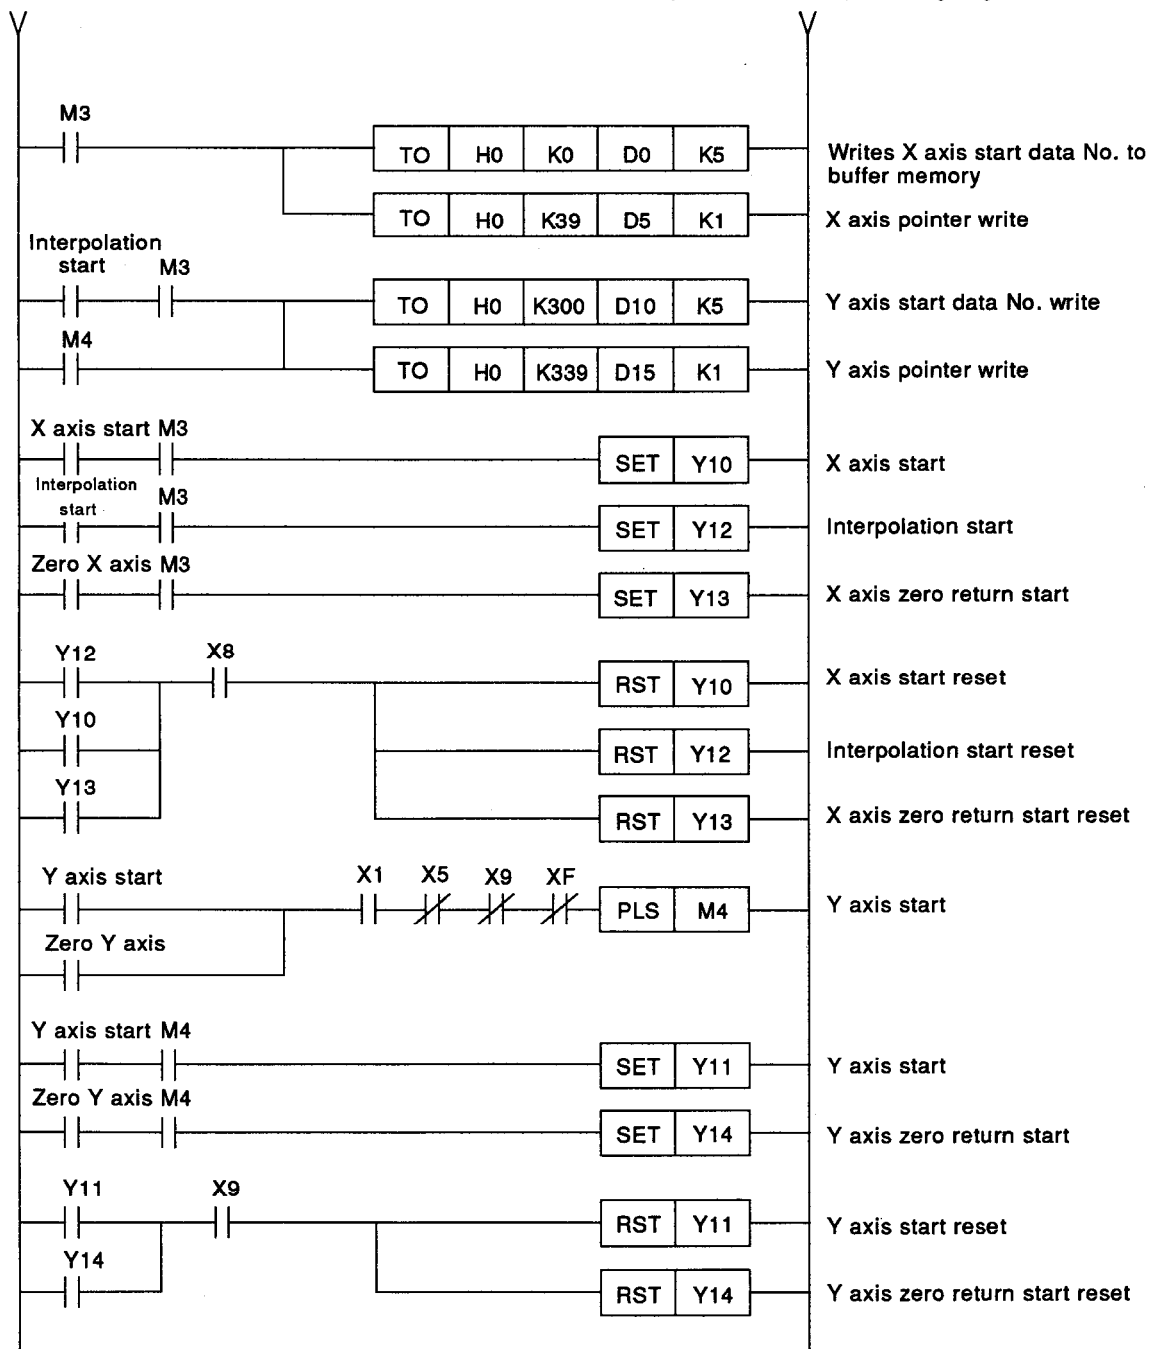 M3
TO H0 K0 D0 K5 Writes X axis start data No. to
buffer memory
TO H0 K39 D5 K1 X axis pointer write
Interpolation
start M3
TO H0 K300 D10 K5 Y axis start data No. write
M4
TO H0 K339 D15 K1 Y axis pointer write
X axis start M3
SET Y10 X axis start
Interpolation
start M3
SET Y12 Interpolation start
Zero X axis M3
SET Y13 X axis zero return start
Y12 X8
RST Y10 X axis start reset
Y10
RST Y12 Interpolation start reset
Y13
RST Y13 X axis zero return start reset
Y axis start X1 X5 X9 XF
PLS M4 Y axis start
Zero Y axis
Y axis start M4
SET Y11 Y axis start
Zero Y axis M4
SET Y14 Y axis zero return start
Y11 X9
RST Y11 Y axis start reset
Y14
RST Y14 Y axis zero return start reset